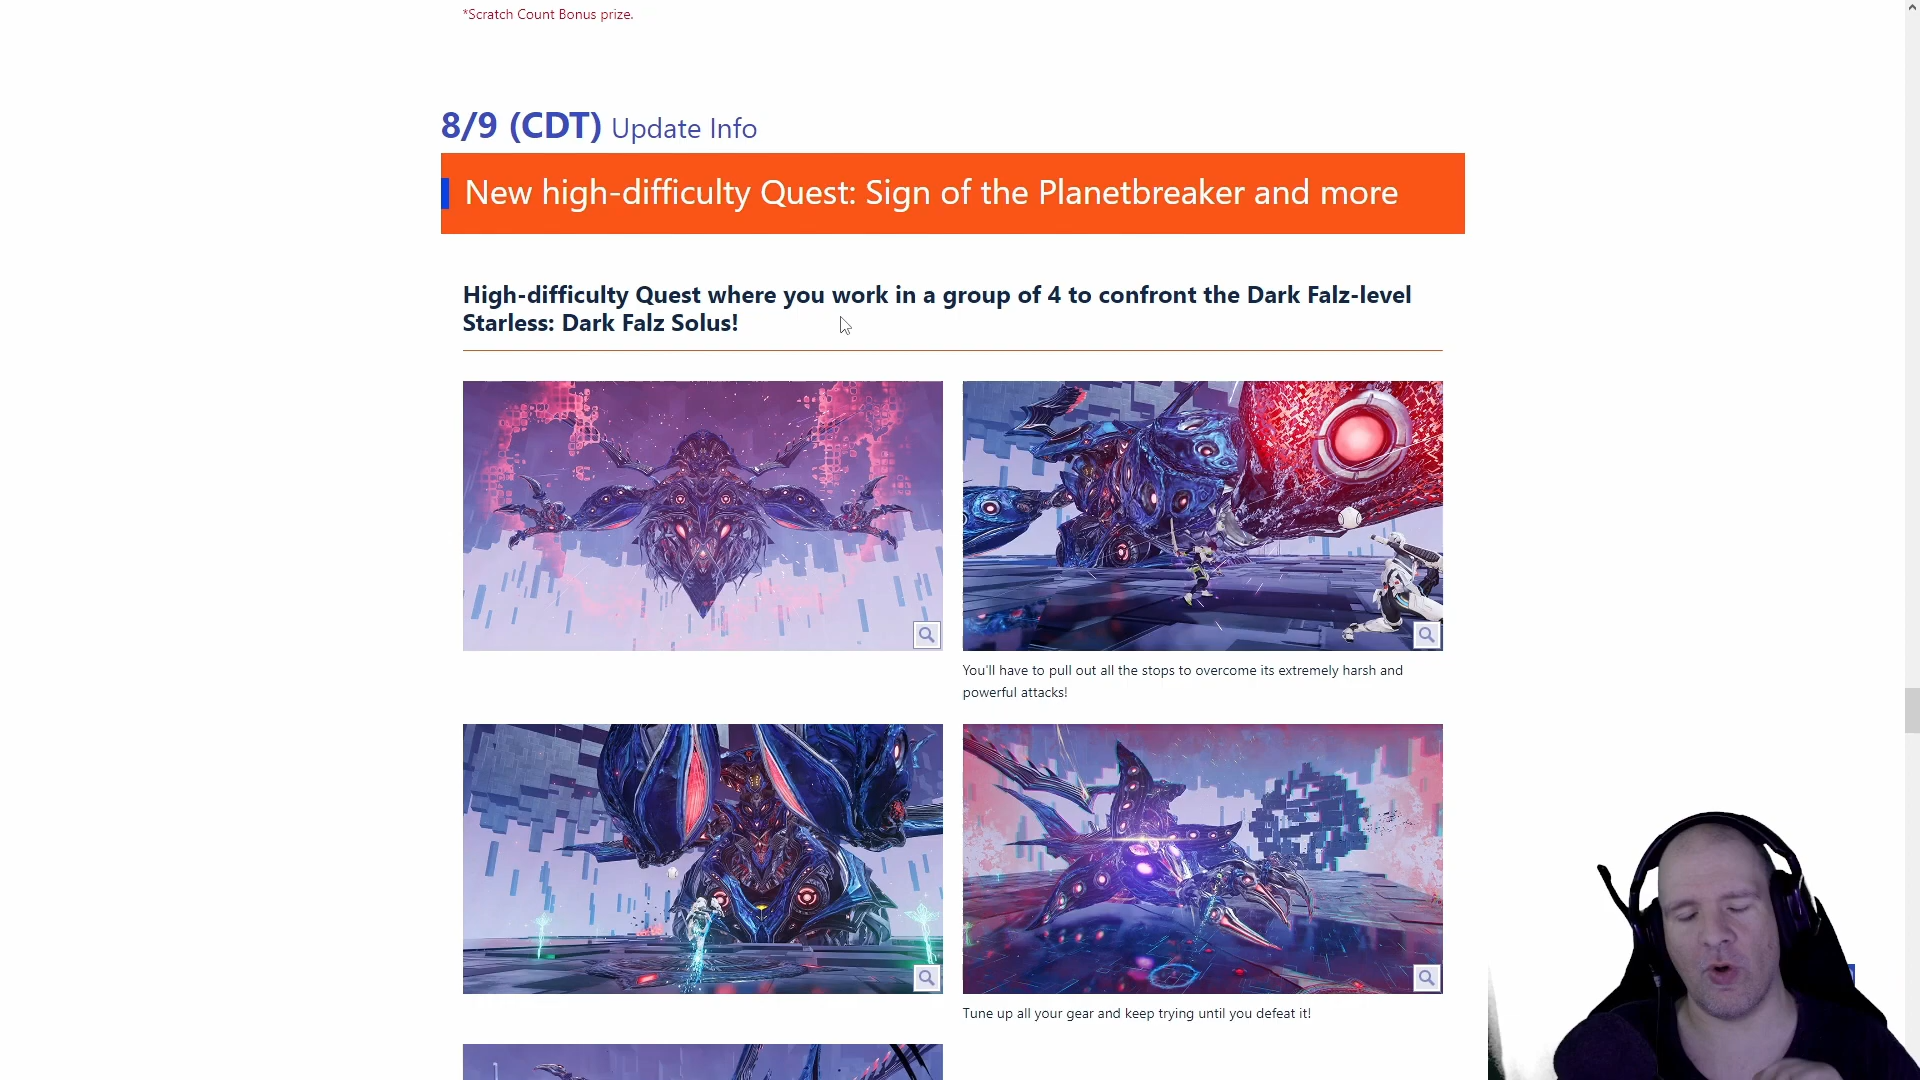 *Scratch Count Bonus prize.
8/9 (CDT) Update Info
New high-difficulty Quest: Sign of the Planetbreaker and more
High-difficulty Quest where you work in a group of 4 to confront the Dark Falz-level
Starless: Dark Falz Solus!
You'll have to pull out all the stops to overcome its extremely harsh and
powerful attacks!
Tune up all your gear and keep trying until you defeat it!